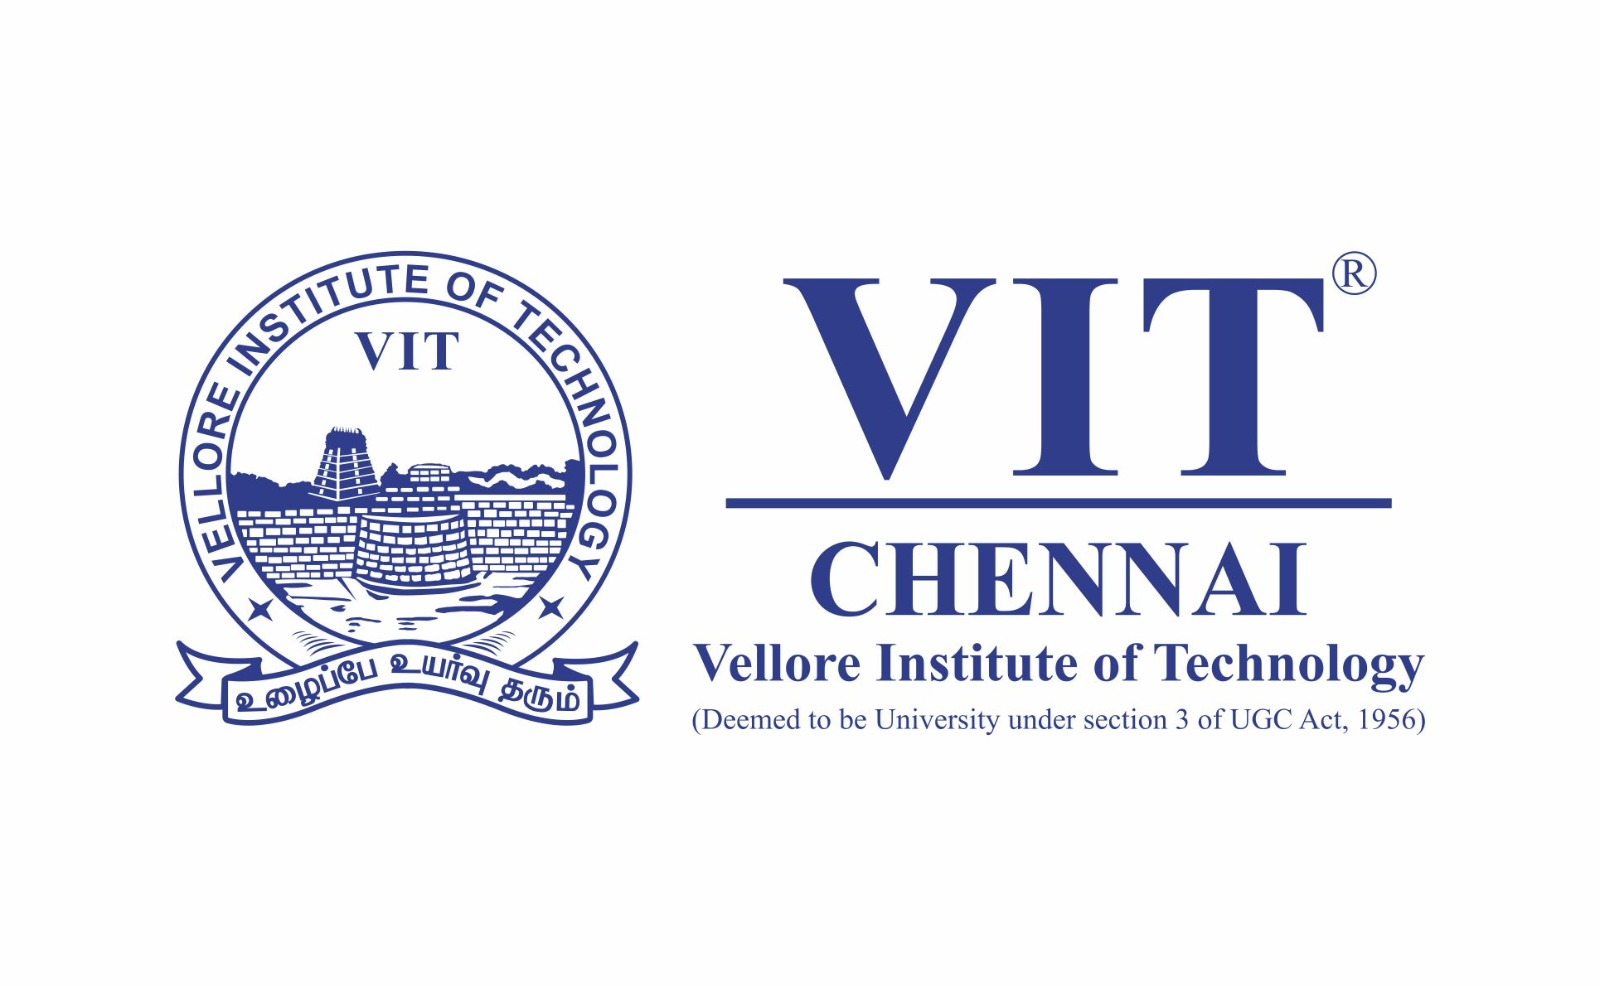 VELLORE INSTITUTE OF TECHNOLOGY
VIT
உழைப்பே உயர்வு தரும்
VIT®
CHENNAI
Vellore Institute of Technology
(Deemed to be University under section 3 of UGC Act, 1956)